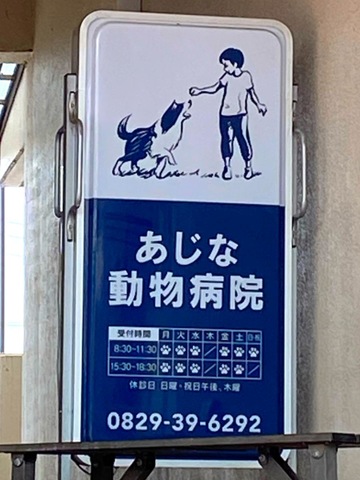 あじな
動物病院
受付時間 月 火 水 木 金 土 日・祝
8:30-11:30
15:30-18:30
休診日 日曜・祝日午後、木曜
0829-39-6292